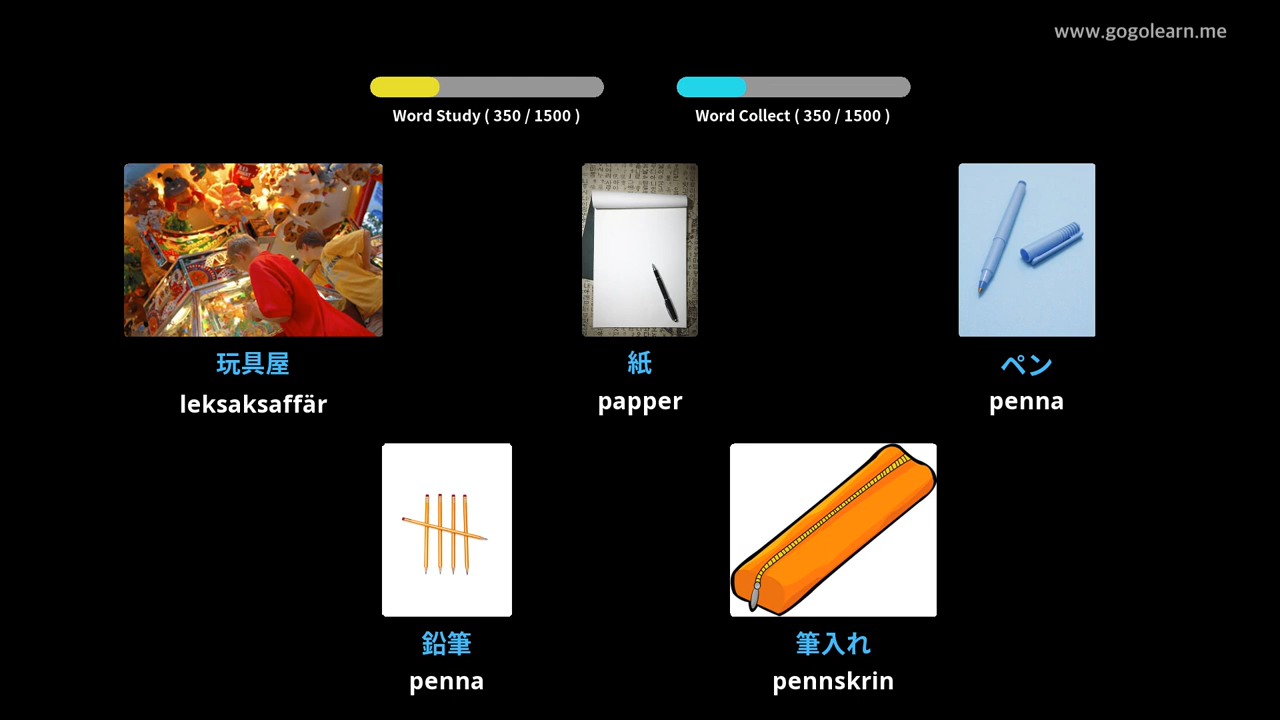 www.gogolearn.me
Word Study ( 350 / 1500 )
Word Collect ( 350 / 1500 )
玩具屋
leksaksaffär
紙
papper
ペン
penna
鉛筆
penna
筆入れ
pennskrin